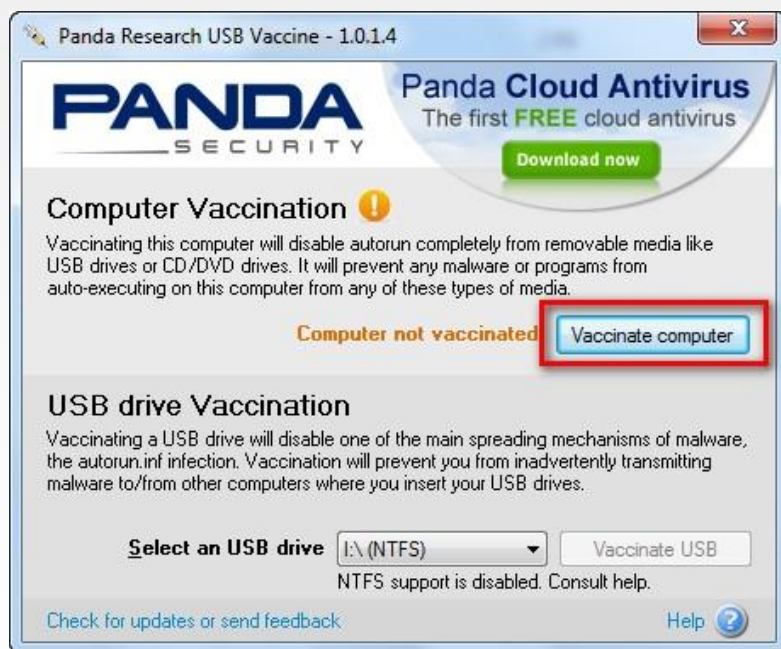 Panda Research USB Vaccine - 1.0.1.4
PANDA
SECURITY
Panda Cloud Antivirus
The first FREE cloud antivirus
Download now
Computer Vaccination
Vaccinating this computer will disable autorun completely from removable media like
USB drives or CD/DVD drives. It will prevent any malware or programs from
auto-executing on this computer from any of these types of media.
Computer not vaccinated
Vaccinate computer
USB drive Vaccination
Vaccinating a USB drive will disable one of the main spreading mechanisms of malware,
the autorun.inf infection. Vaccination will prevent you from inadvertently transmitting
malware to/from other computers where you insert your USB drives.
Select an USB drive
I:\ (NTFS)
Vaccinate USB
NTFS support is disabled. Consult help.
Check for updates or send feedback
Help